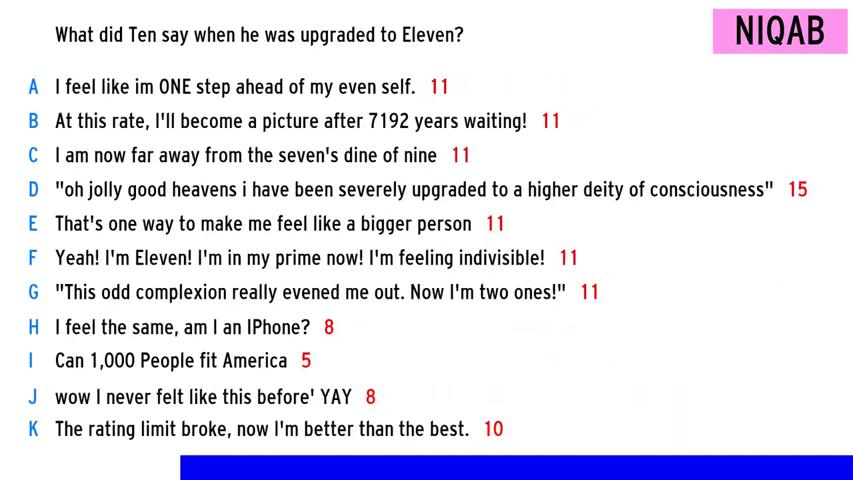 What did Ten say when he was upgraded to Eleven?
NIQAB
A I feel like im ONE step ahead of my even self. 11
B At this rate, I'll become a picture after 7192 years waiting! 11
C I am now far away from the seven's dine of nine 11
D "oh jolly good heavens i have been severely upgraded to a higher deity of consciousness" 15
E That's one way to make me feel like a bigger person 11
F Yeah! I'm Eleven! I'm in my prime now! I'm feeling indivisible! 11
G "This odd complexion really evened me out. Now I'm two ones!" 11
H I feel the same, am I an IPhone? 8
I Can 1,000 People fit America 5
J wow I never felt like this before' YAY 8
K The rating limit broke, now I'm better than the best. 10